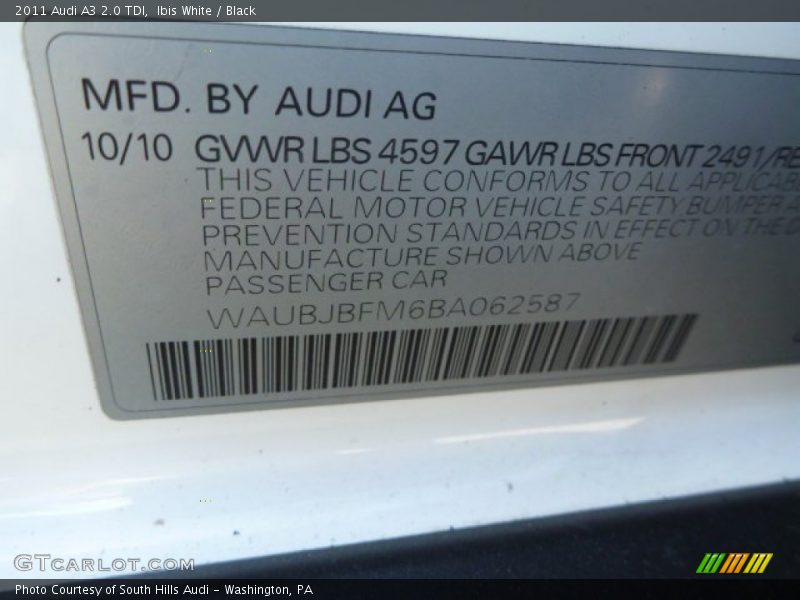 2011 Audi A3 2.0 TDI, Ibis White / Black
MFD. BY AUDI AG
10/10 GVWR LBS 4597 GAWR LBS FRONT 2491/RE
THIS VEHICLE CONFORMS TO ALL APPLICAB
FEDERAL MOTOR VEHICLE SAFETY BUMPER A
PREVENTION STANDARDS IN EFFECT ON THE D
MANUFACTURE SHOWN ABOVE
PASSENGER CAR
WAUBJBFM6BA062587
GTCARLOT.COM
Photo Courtesy of South Hills Audi - Washington, PA